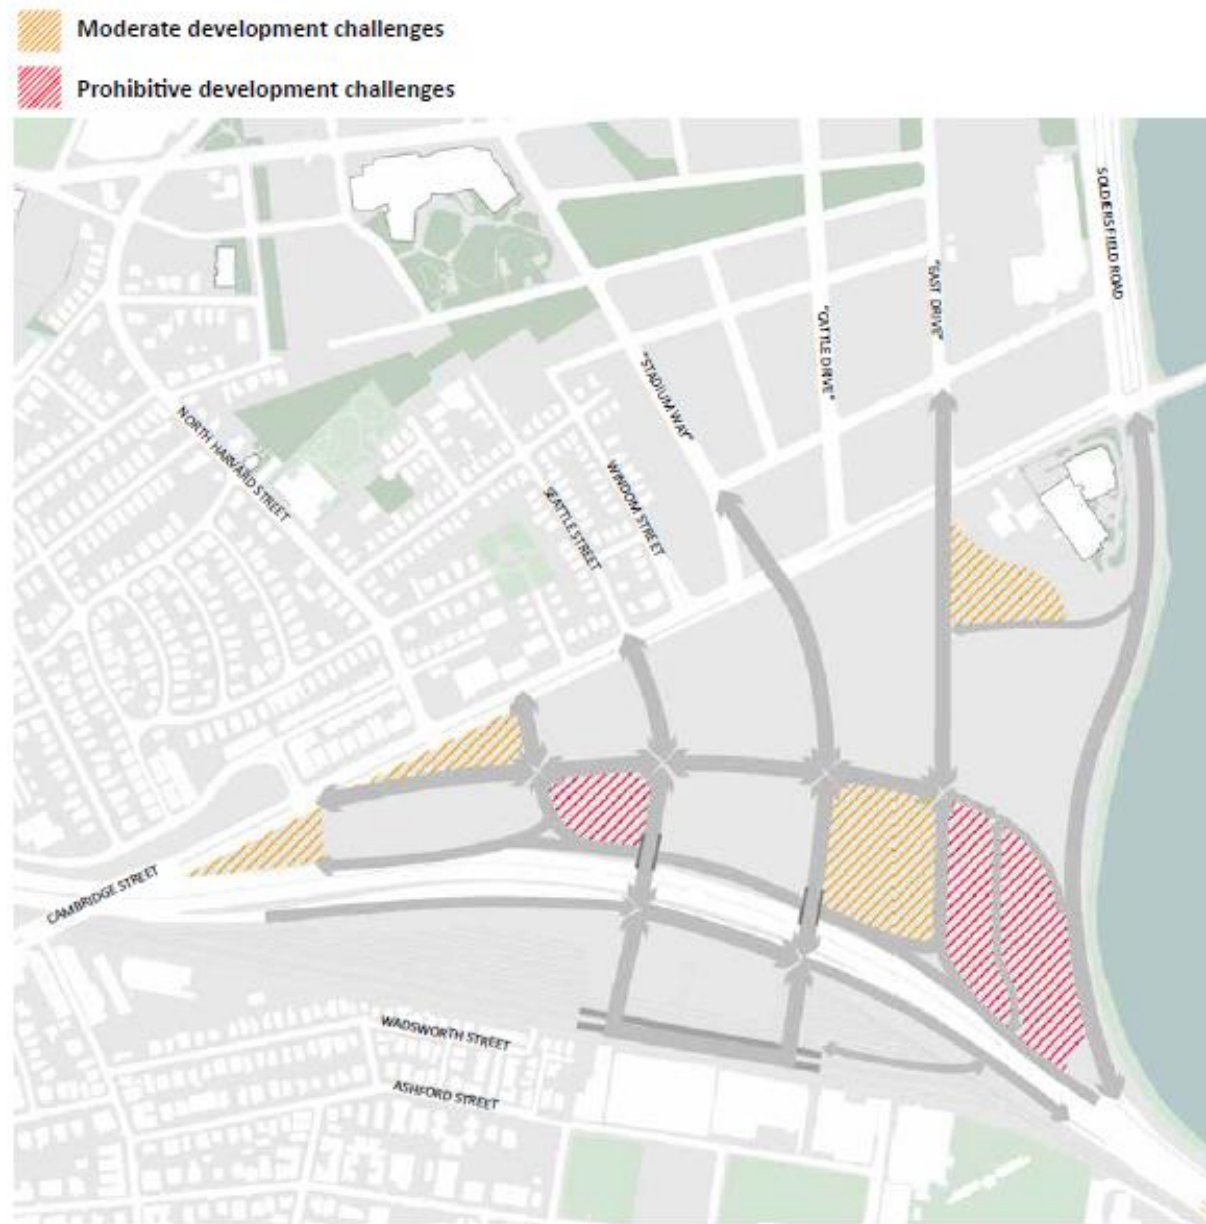 Moderate development challenges
Prohibitive development challenges
SOLDIERS FIELD ROAD
"EAST DRIVE"
"CATTLE DRIVE"
"STADIUM WAY"
NORTH HARVARD STREET
WINDOM STREET
SEATTLE STREET
CAMBRIDGE STREET
WADSWORTH STREET
ASHFORD STREET